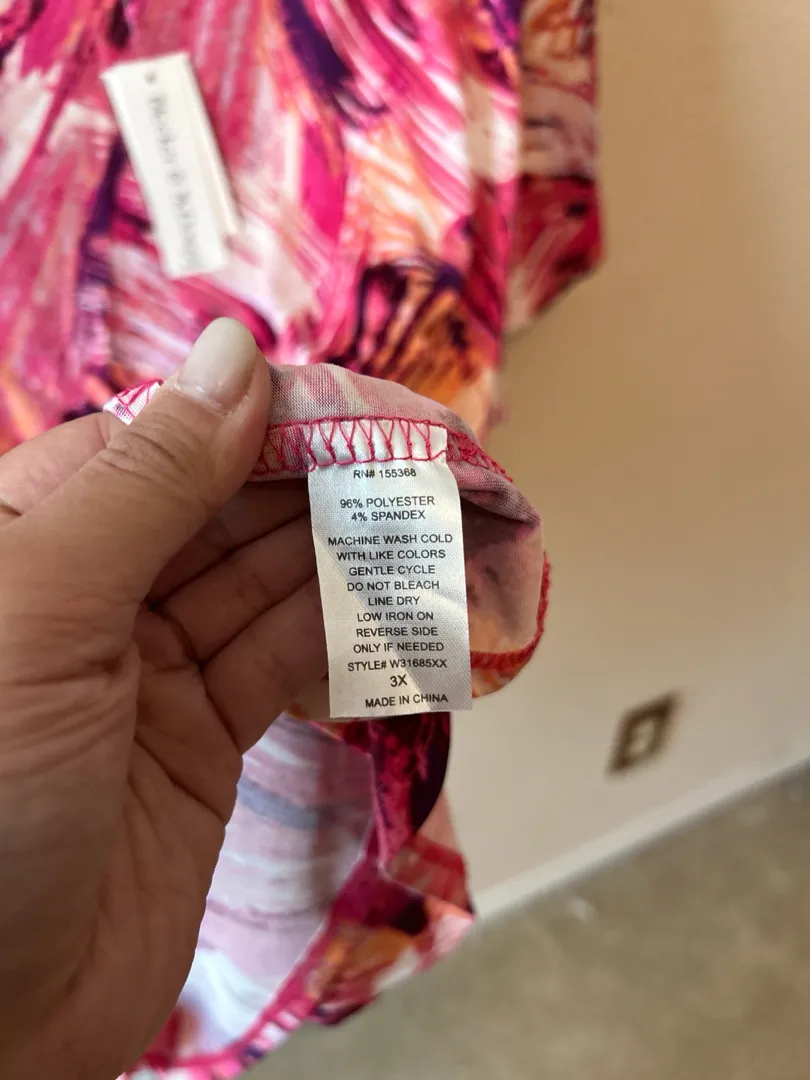 RN# 155368
96% POLYESTER
4% SPANDEX
MACHINE WASH COLD
WITH LIKE COLORS
GENTLE CYCLE
DO NOT BLEACH
LINE DRY
LOW IRON ON
REVERSE SIDE
ONLY IF NEEDED
STYLE# W31685XX
3X
MADE IN CHINA